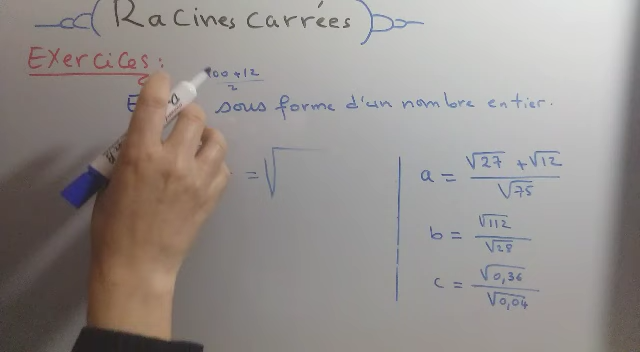 Racines carrées
Exercices:
00 + 12
2
sous forme d'un nombre entier.
= √
a = √27 + √12 / √75
b = √112 / √28
c = √0,36 / √0,04